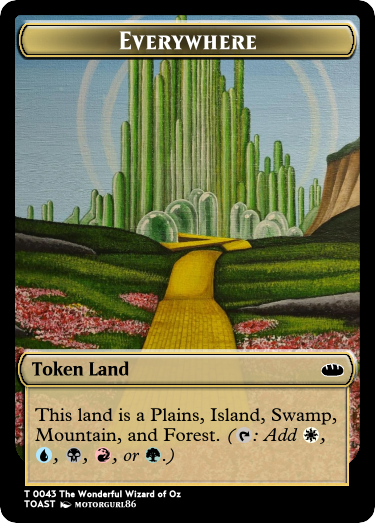 Everywhere
Token Land
This land is a Plains, Island, Swamp,
Mountain, and Forest. (: Add ,
, , , or .)
T 0043 The Wonderful Wizard of Oz
TOAST motorgurl86